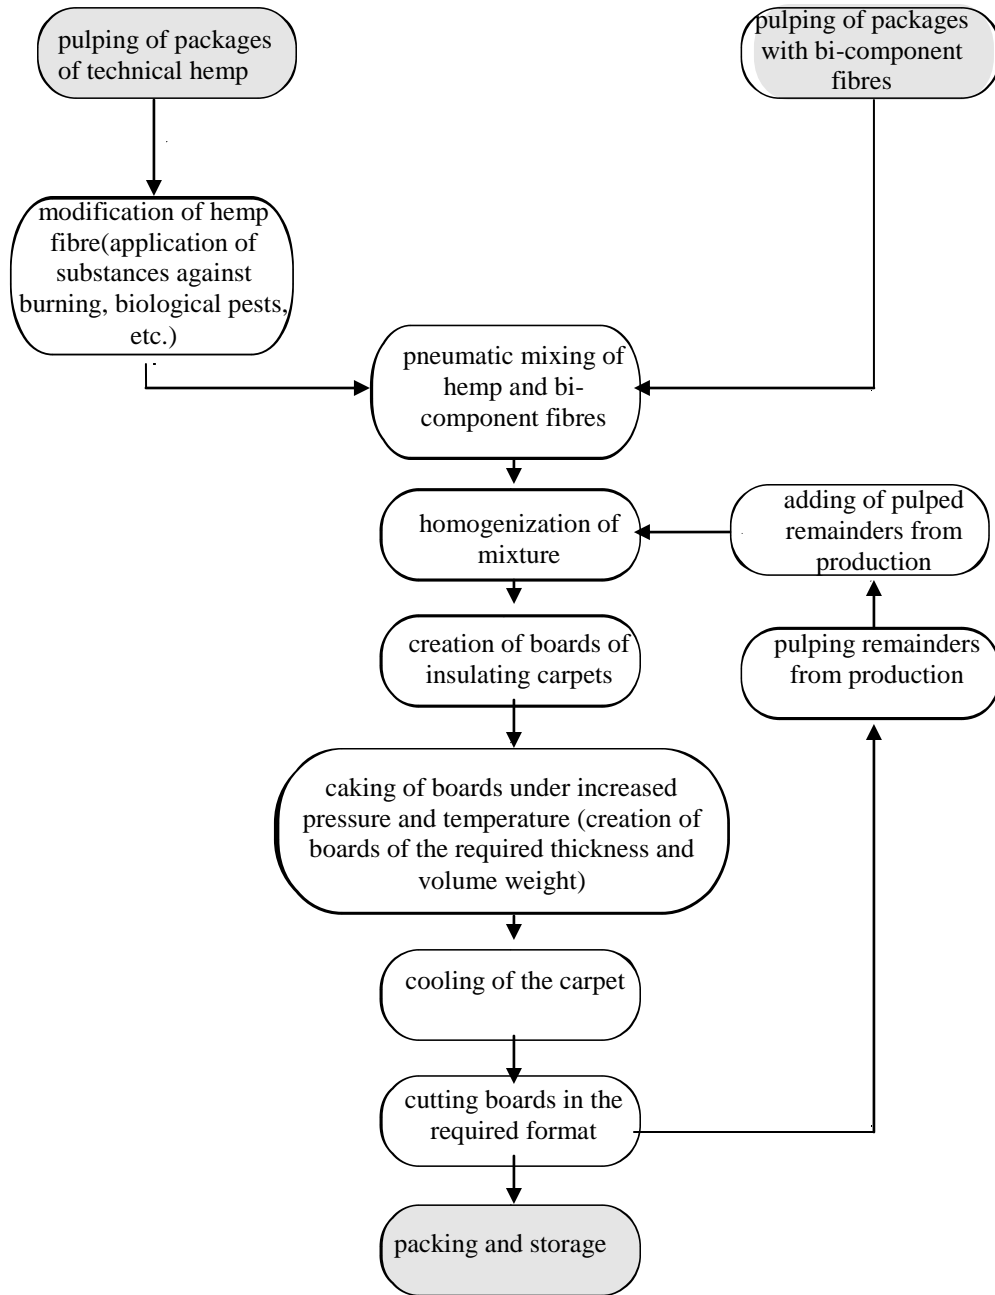 pulping of packages
of technical hemp
pulping of packages
with bi-component
fibres
modification of hemp
fibre(application of
substances against
burning, biological pests,
etc.)
pneumatic mixing of
hemp and bi-
component fibres
homogenization of
mixture
adding of pulped
remainders from
production
creation of boards of
insulating carpets
pulping remainders
from production
caking of boards under increased
pressure and temperature (creation of
boards of the required thickness and
volume weight)
cooling of the carpet
cutting boards in the
required format
packing and storage